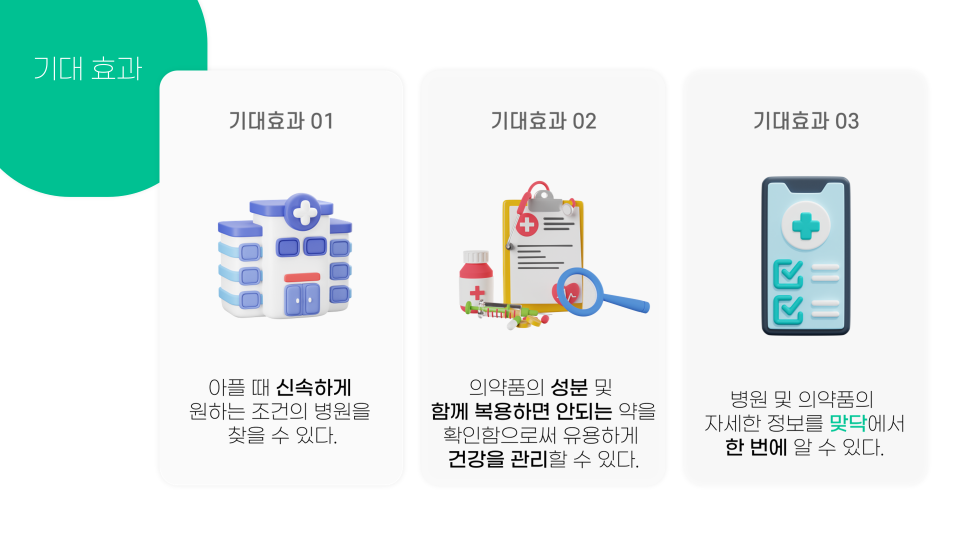 기대 효과
기대효과 01
아플 때 신속하게
원하는 조건의 병원을
찾을 수 있다.
기대효과 02
의약품의 성분 및
함께 복용하면 안되는 약을
확인함으로써 유용하게
건강을 관리할 수 있다.
기대효과 03
병원 및 의약품의
자세한 정보를 맞닥에서
한 번에 알 수 있다.